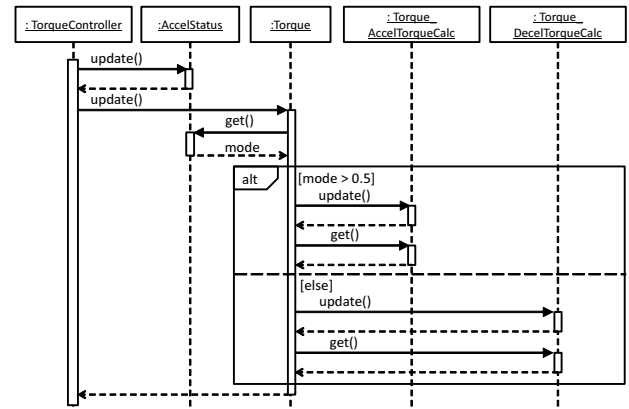 : TorqueController
:AccelStatus
:Torque
: Torque_
AccelTorqueCalc
: Torque_
DecelTorqueCalc
update()
update()
get()
mode
alt
[mode > 0.5]
update()
get()
[else]
update()
get()